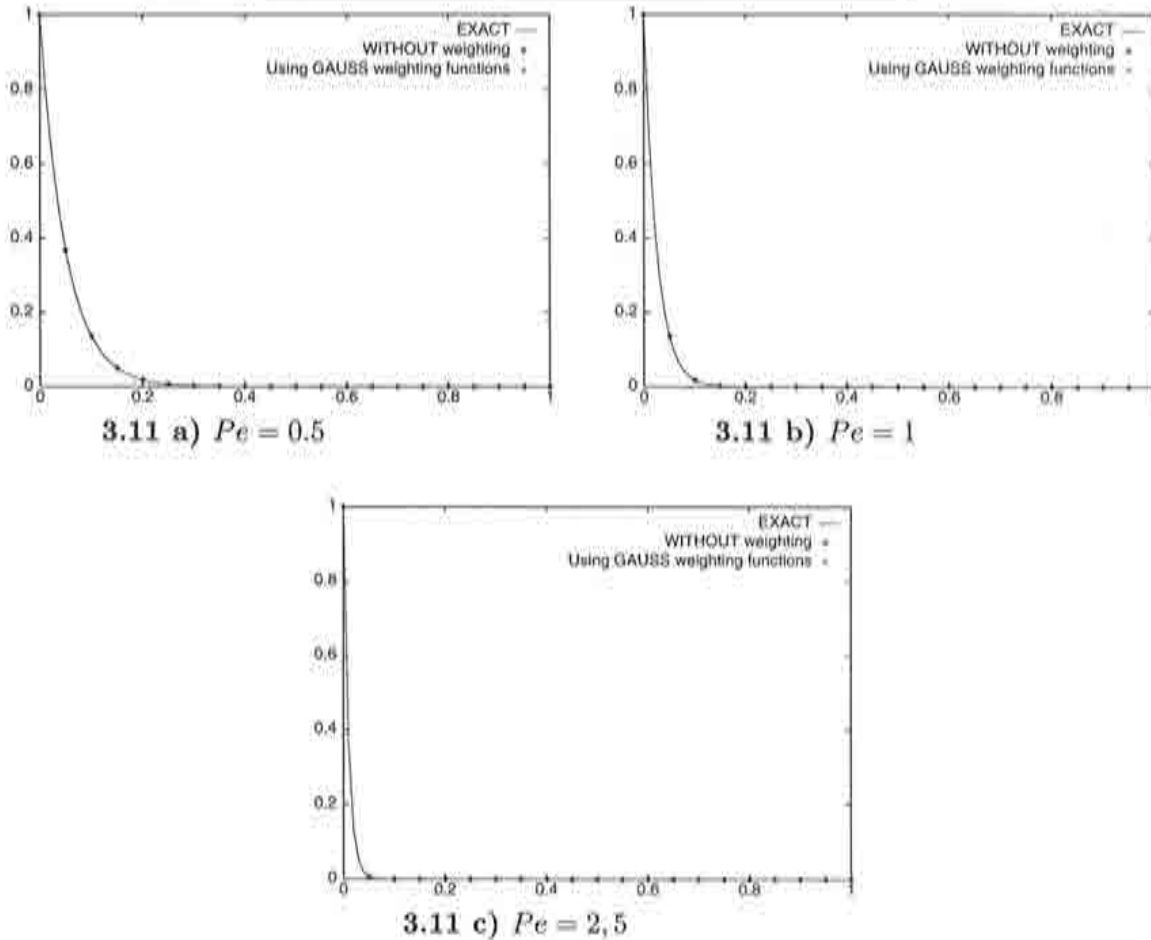 1
EXACT
WITHOUT weighting
Using GAUSS weighting functions
0.8
0.6
0.4
0.2
0
0 0.2 0.4 0.6 0.8 1
3.11 a) Pe = 0.5
1
EXACT
WITHOUT weighting
Using GAUSS weighting functions
0.8
0.6
0.4
0.2
0
0 0.2 0.4 0.6 0.8
3.11 b) Pe = 1
1
EXACT
WITHOUT weighting
Using GAUSS weighting functions
0.8
0.6
0.4
0.2
0
0 0.2 0.4 0.6 0.8 1
3.11 c) Pe = 2,5